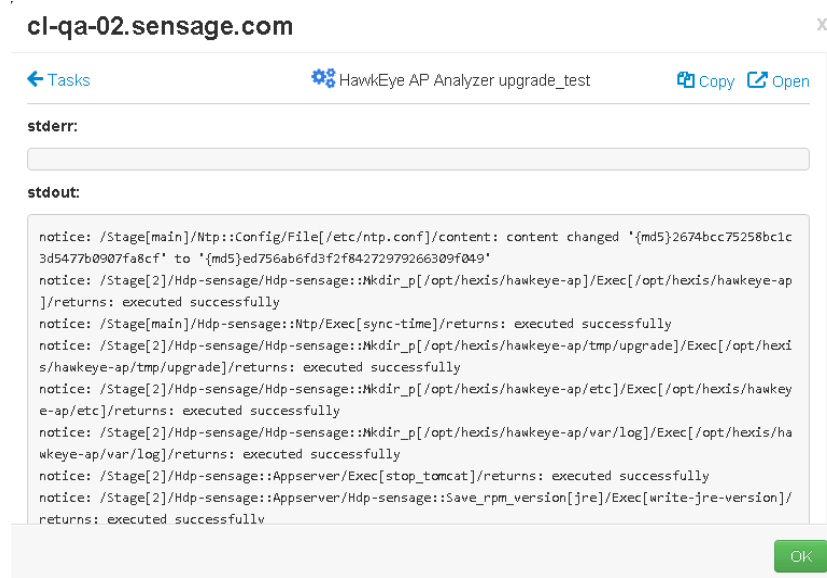 cl-qa-02.sensage.com
x
Tasks
HawkEye AP Analyzer upgrade_test
Copy
Open
stderr:
stdout:
notice: /Stage[main]/Ntp::Config/File[/etc/ntp.conf]/content: content changed '{md5}2674bcc75258bc1c
3d5477b0907fa8cf' to '{md5}ed756ab6fd3f2f84272979266309f049'
notice: /Stage[2]/Hdp-sensage/Hdp-sensage::Mkdir_p[/opt/hexis/hawkeye-ap]/Exec[/opt/hexis/hawkeye-ap
]/returns: executed successfully
notice: /Stage[main]/Hdp-sensage::Ntp/Exec[sync-time]/returns: executed successfully
notice: /Stage[2]/Hdp-sensage/Hdp-sensage::Mkdir_p[/opt/hexis/hawkeye-ap/tmp/upgrade]/Exec[/opt/hexi
s/hawkeye-ap/tmp/upgrade]/returns: executed successfully
notice: /Stage[2]/Hdp-sensage/Hdp-sensage::Mkdir_p[/opt/hexis/hawkeye-ap/etc]/Exec[/opt/hexis/hawkey
e-ap/etc]/returns: executed successfully
notice: /Stage[2]/Hdp-sensage/Hdp-sensage::Mkdir_p[/opt/hexis/hawkeye-ap/var/log]/Exec[/opt/hexis/ha
wkeye-ap/var/log]/returns: executed successfully
notice: /Stage[2]/Hdp-sensage::Appserver/Exec[stop_tomcat]/returns: executed successfully
notice: /Stage[2]/Hdp-sensage::Appserver/Hdp-sensage::Save_rpm_version[jre]/Exec[write-jre-version]/
returns: executed successfully
OK